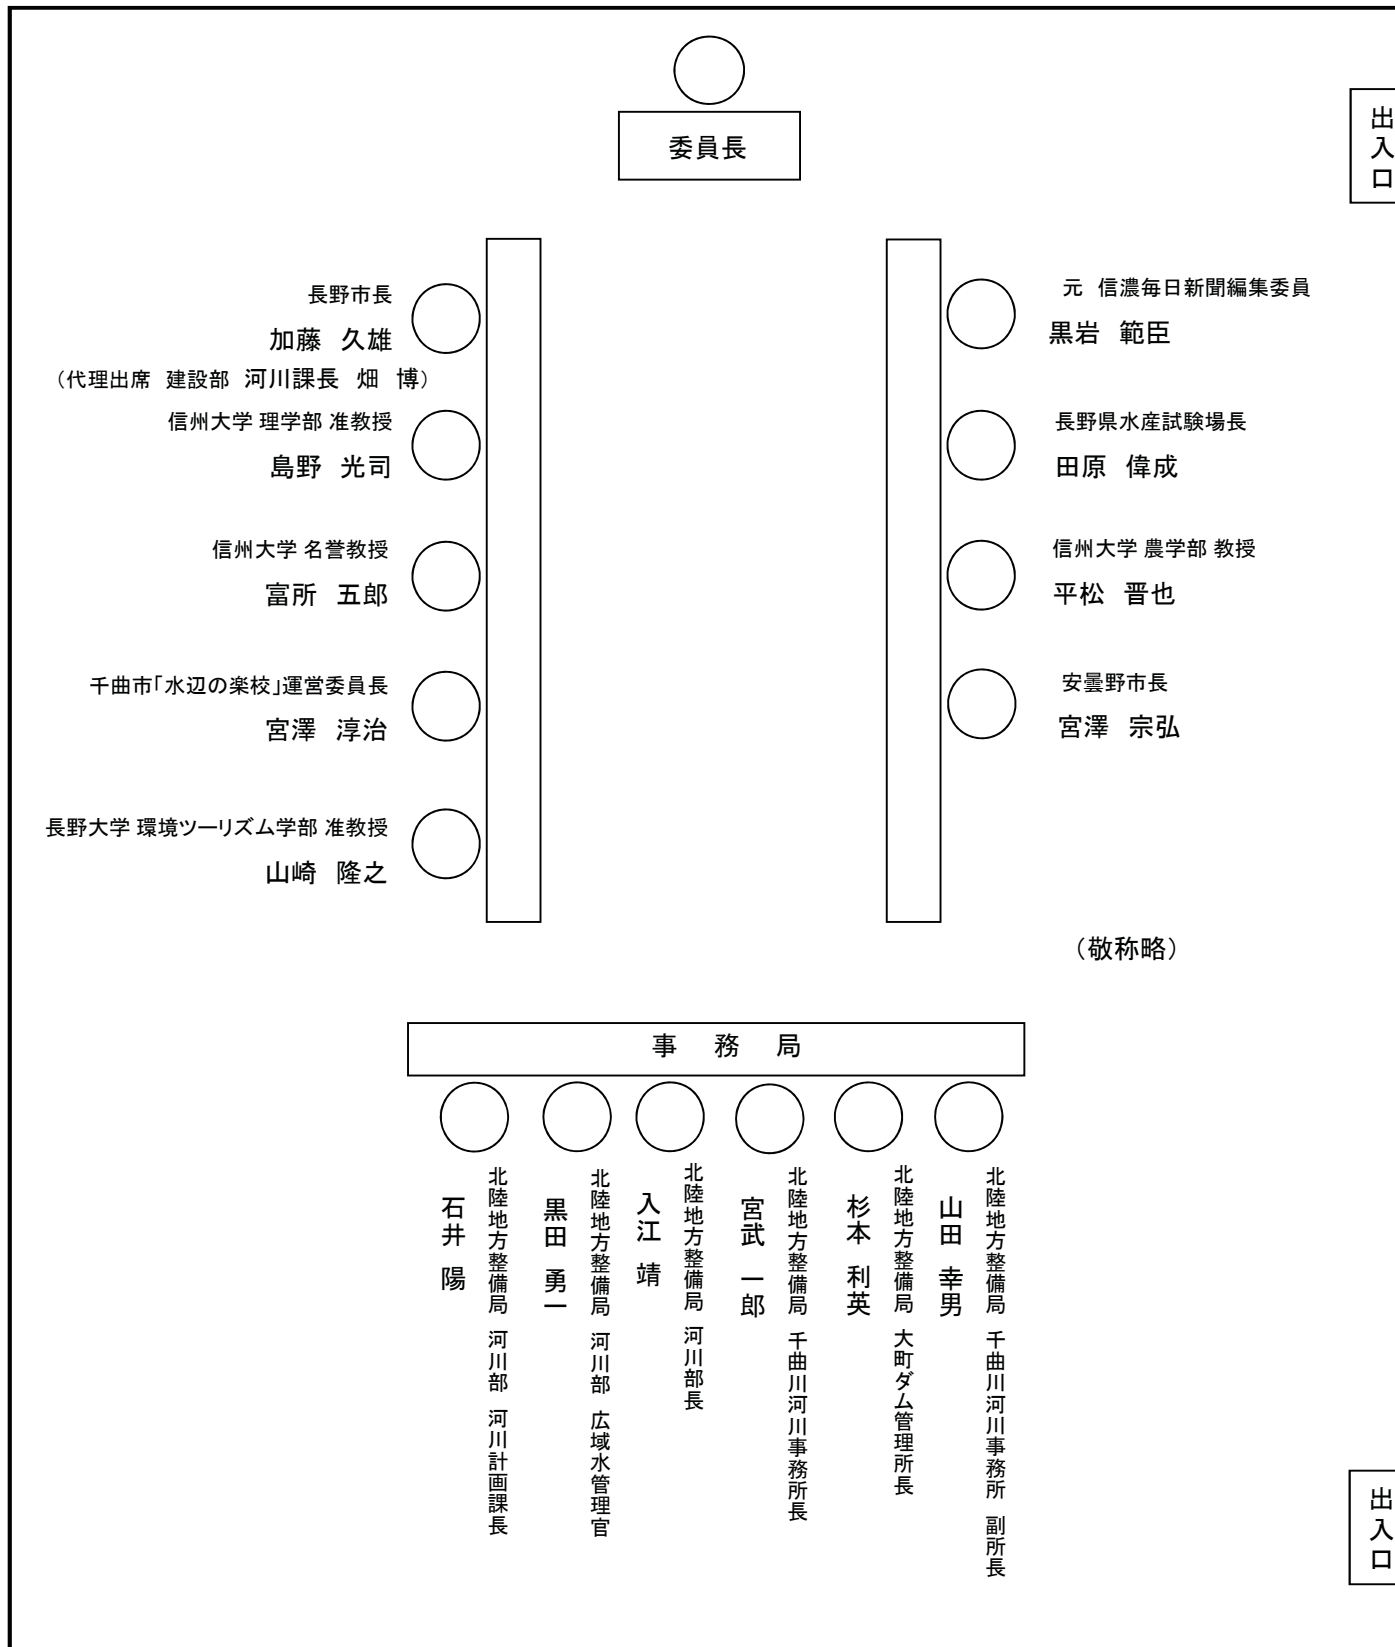 委員長
出入口
長野市長
加藤　久雄
（代理出席　建設部　河川課長　畑　博）
信州大学 理学部 准教授
島野　光司
信州大学 名誉教授
富所　五郎
千曲市「水辺の楽校」運営委員長
宮澤　淳治
長野大学 環境ツーリズム学部 准教授
山崎　隆之
元　信濃毎日新聞編集委員
黒岩　範臣
長野県水産試験場長
田原　偉成
信州大学 農学部 教授
平松　晋也
安曇野市長
宮澤　宗弘
（敬称略）
事　務　局
北陸地方整備局　千曲川河川事務所　副所長
山田　幸男
北陸地方整備局　大町ダム管理所長
杉本　利英
北陸地方整備局　千曲川河川事務所長
宮武　一郎
北陸地方整備局　河川部長
入江　靖
北陸地方整備局　河川部　広域水管理官
黒田　勇一
北陸地方整備局　河川部　河川計画課長
石井　陽
出入口